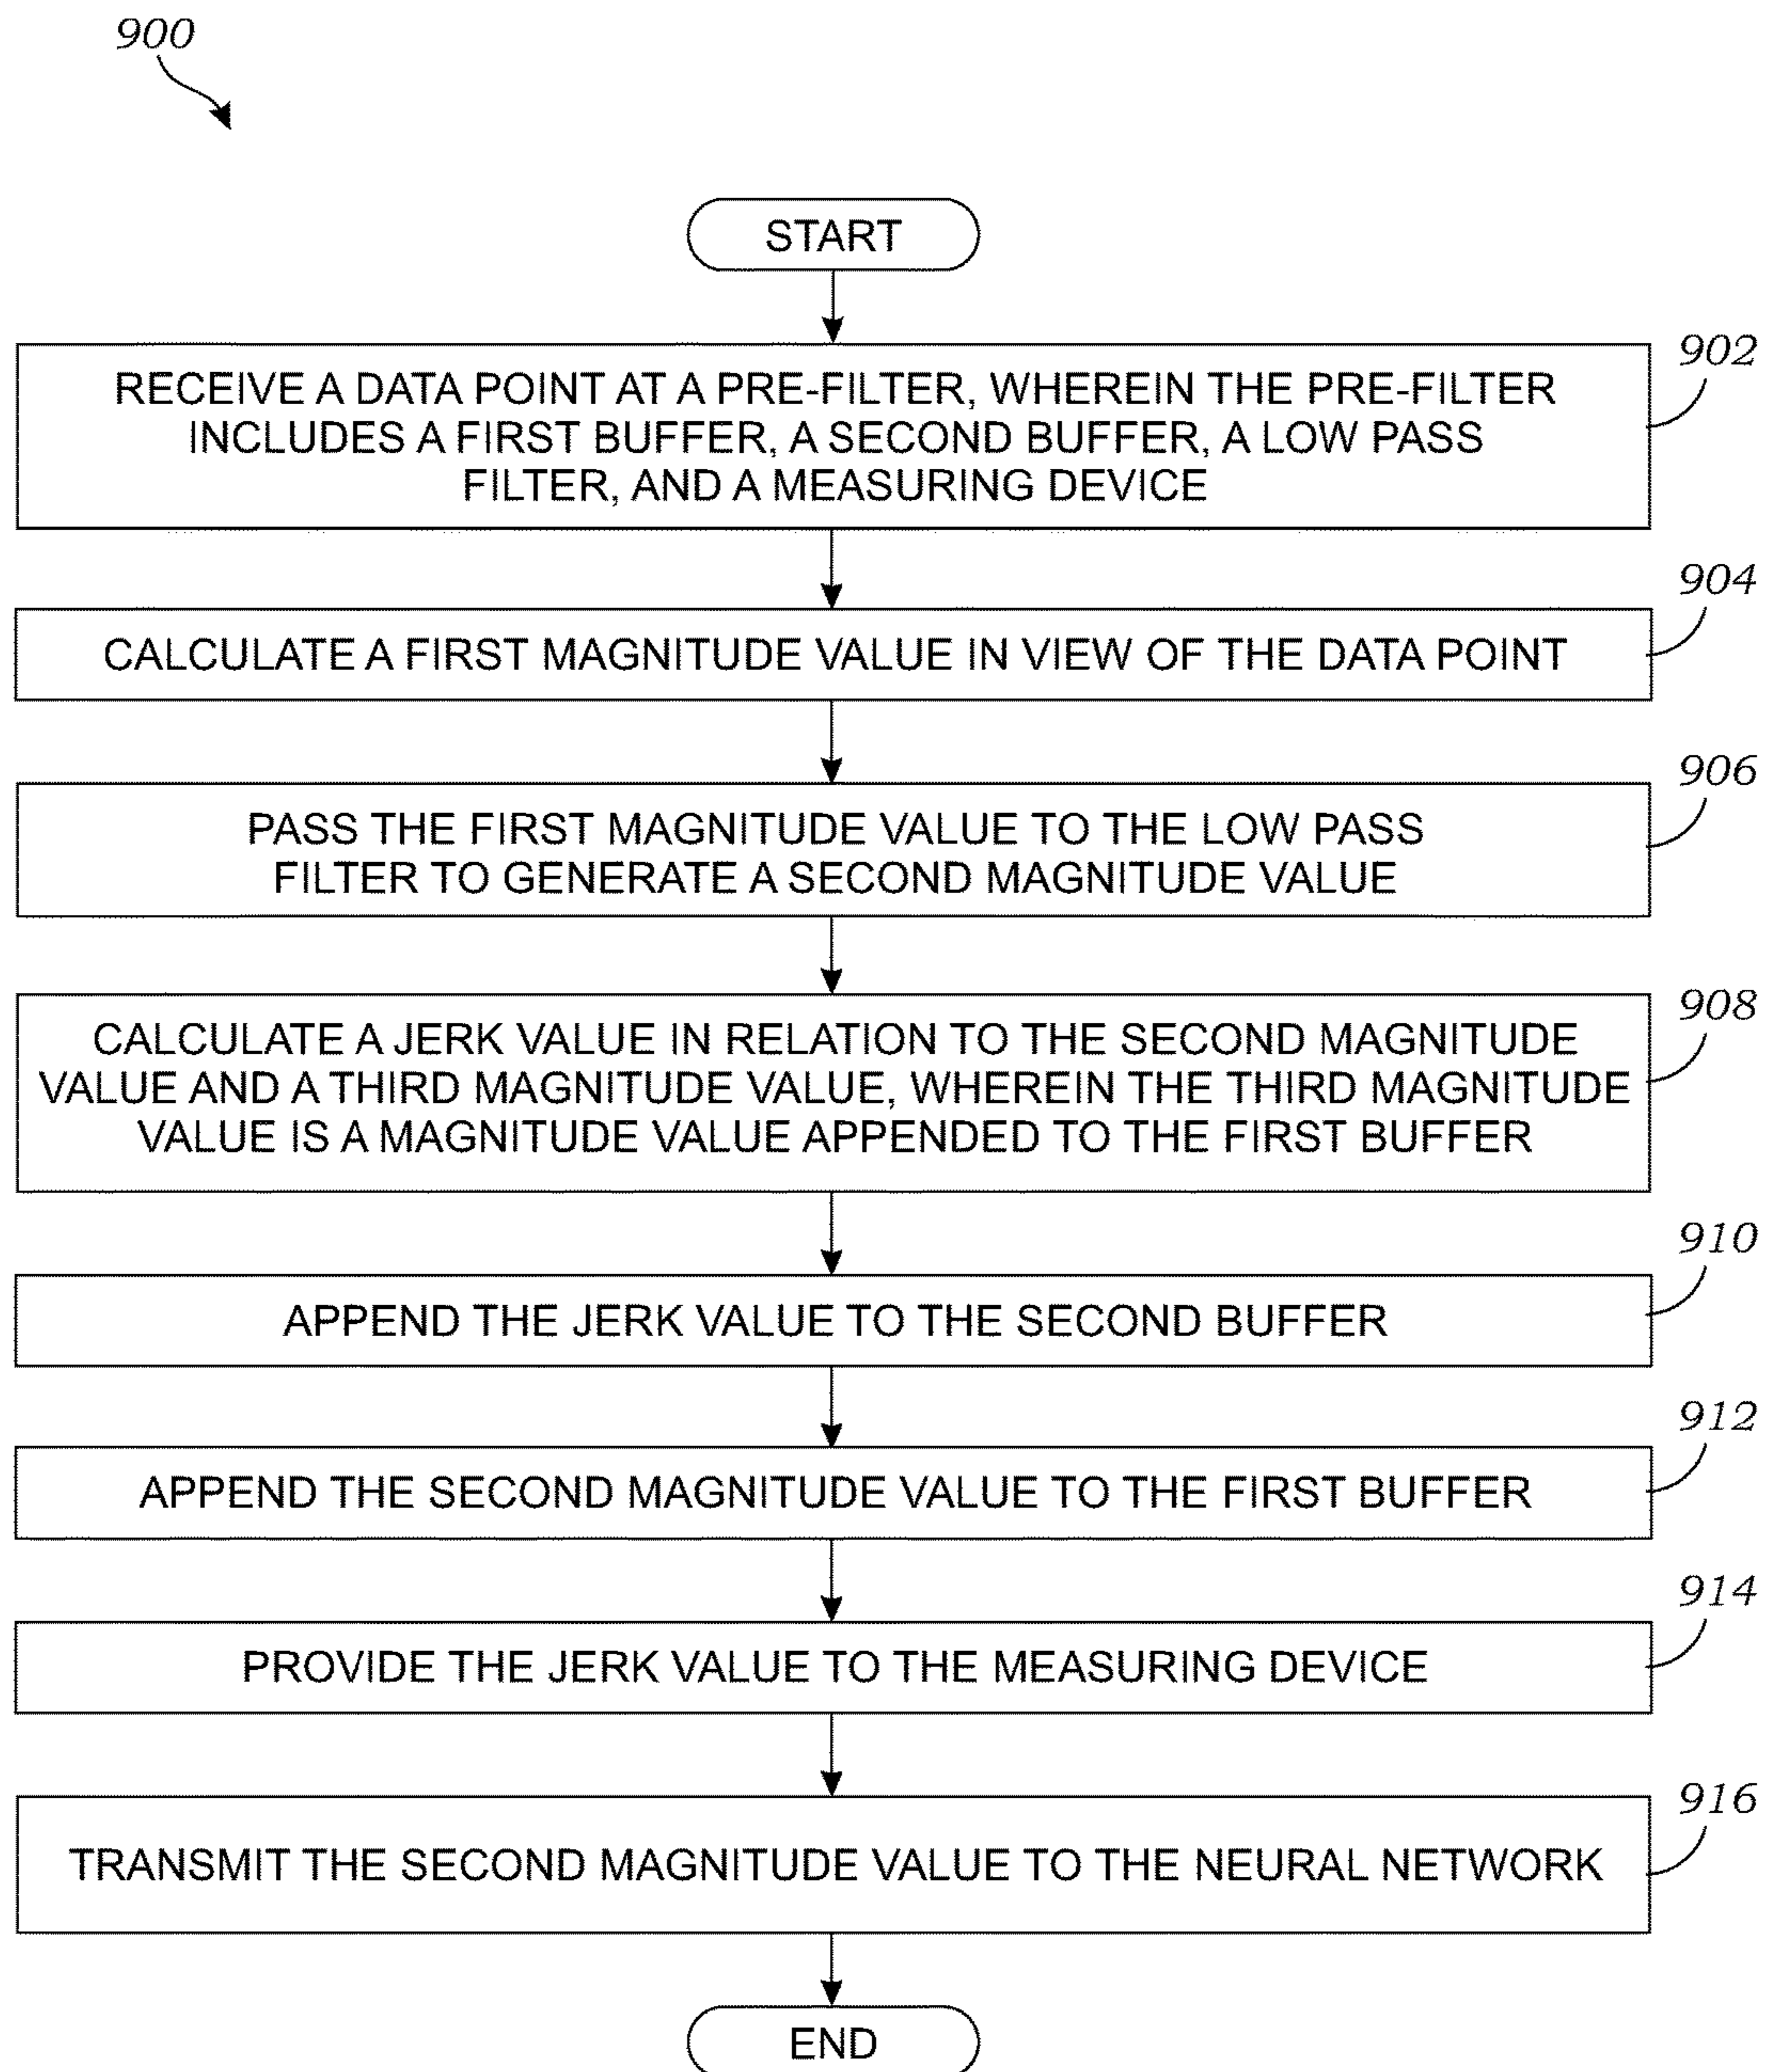 900
START
902
RECEIVE A DATA POINT AT A PRE-FILTER, WHEREIN THE PRE-FILTER
INCLUDES A FIRST BUFFER, A SECOND BUFFER, A LOW PASS
FILTER, AND A MEASURING DEVICE
904
CALCULATE A FIRST MAGNITUDE VALUE IN VIEW OF THE DATA POINT
906
PASS THE FIRST MAGNITUDE VALUE TO THE LOW PASS
FILTER TO GENERATE A SECOND MAGNITUDE VALUE
908
CALCULATE A JERK VALUE IN RELATION TO THE SECOND MAGNITUDE
VALUE AND A THIRD MAGNITUDE VALUE, WHEREIN THE THIRD MAGNITUDE
VALUE IS A MAGNITUDE VALUE APPENDED TO THE FIRST BUFFER
910
APPEND THE JERK VALUE TO THE SECOND BUFFER
912
APPEND THE SECOND MAGNITUDE VALUE TO THE FIRST BUFFER
914
PROVIDE THE JERK VALUE TO THE MEASURING DEVICE
916
TRANSMIT THE SECOND MAGNITUDE VALUE TO THE NEURAL NETWORK
END